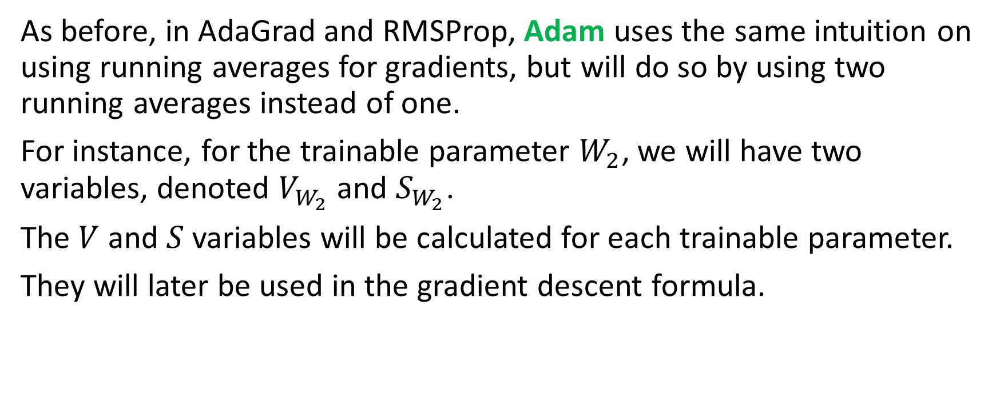 As before, in AdaGrad and RMSProp, Adam uses the same intuition on
using running averages for gradients, but will do so by using two
running averages instead of one.
For instance, for the trainable parameter W₂, we will have two
variables, denoted V_{W₂} and S_{W₂}.
The V and S variables will be calculated for each trainable parameter.
They will later be used in the gradient descent formula.